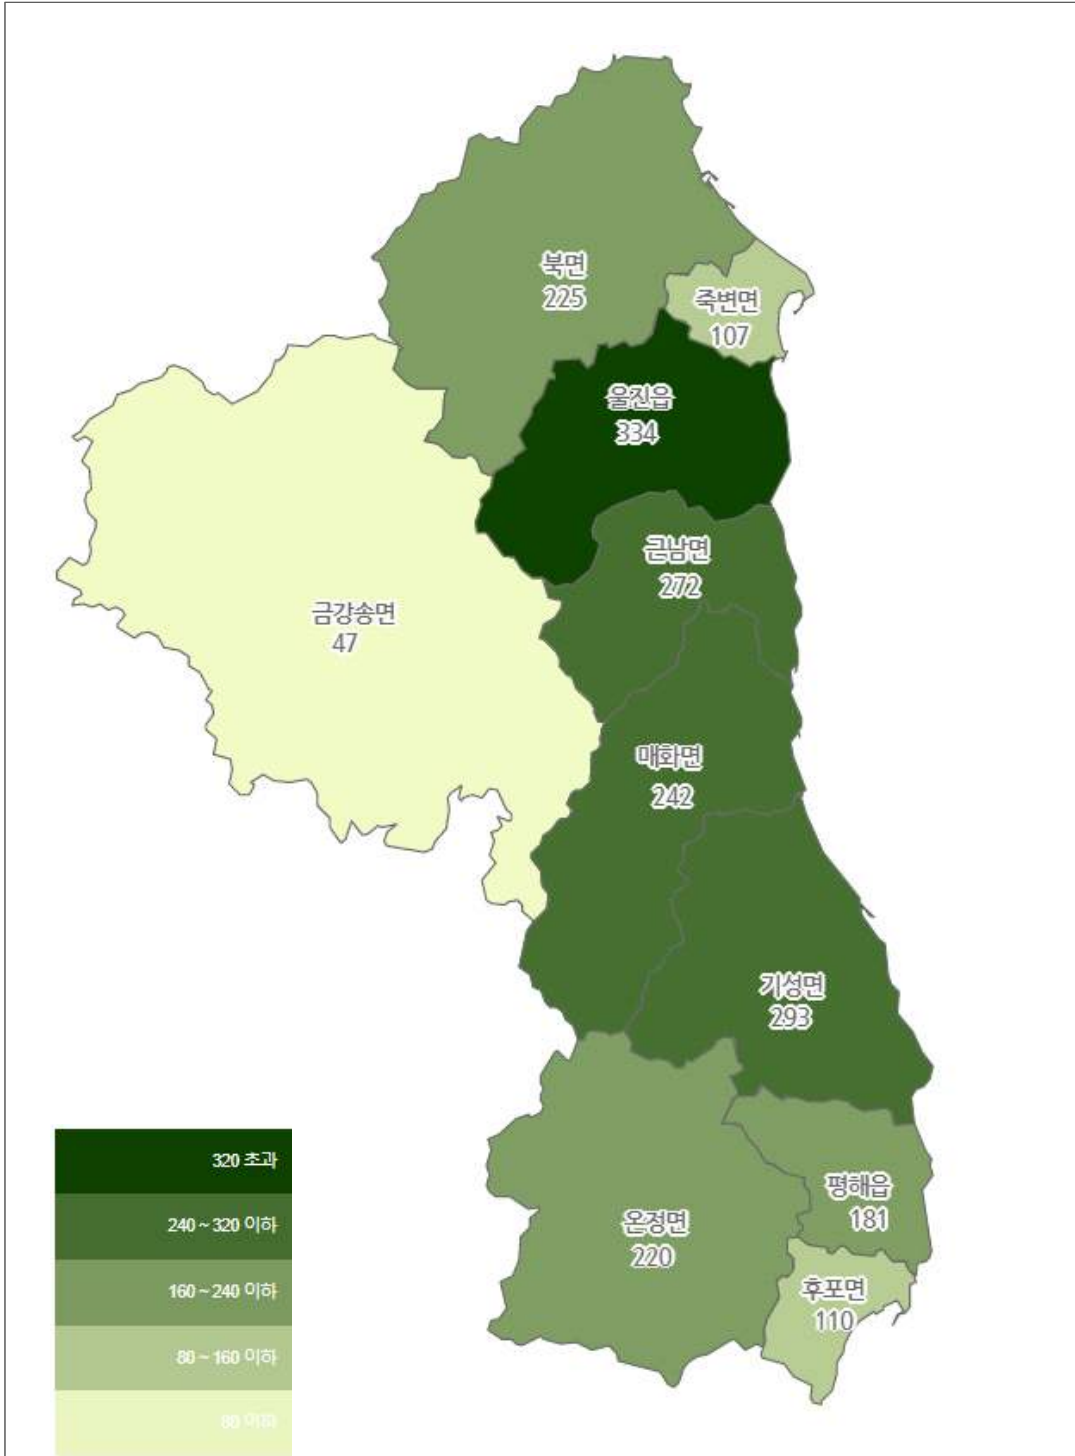 북면
225
죽변면
107
울진읍
334
근남면
272
금강송면
47
매화면
242
기성면
293
평해읍
181
온정면
220
후포면
110
320 초과
240 ~ 320 이하
160 ~ 240 이하
80 ~ 160 이하
80 이하